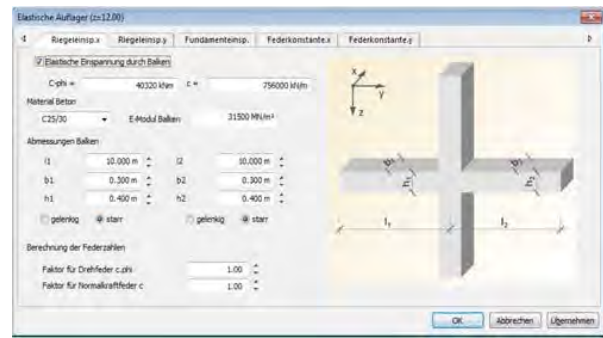 Elastische Auflager (z=12.00)
Riegeleinsp.x Riegeleinsp.y Fundamenteinsp. Federkonstante.x Federkonstante.y
Elastische Einspannung durch Balken
C-phi = 40320 kNm c = 756000 kN/m
Material Beton
C25/30 E-Modul Balken 31500 MN/m²
Abmessungen Balken
l1 10.000 m l2 10.000 m
b1 0.300 m b2 0.300 m
h1 0.400 m h2 0.400 m
gelenkig starr gelenkig starr
Berechnung der Federzahlen
Faktor für Drehfeder c.phi 1.00
Faktor für Normalkraftfeder c 1.00
x
y
z
b₁ b₂
h₁ h₂
l₁ l₂
OK Abbrechen Übernehmen